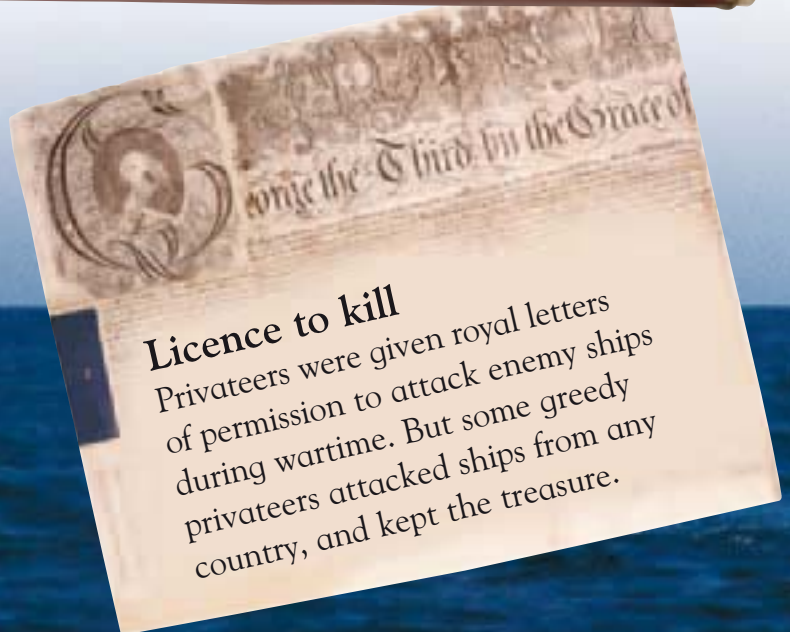 George the Third by the Grace of
Licence to kill
Privateers were given royal letters
of permission to attack enemy ships
during wartime. But some greedy
privateers attacked ships from any
country, and kept the treasure.